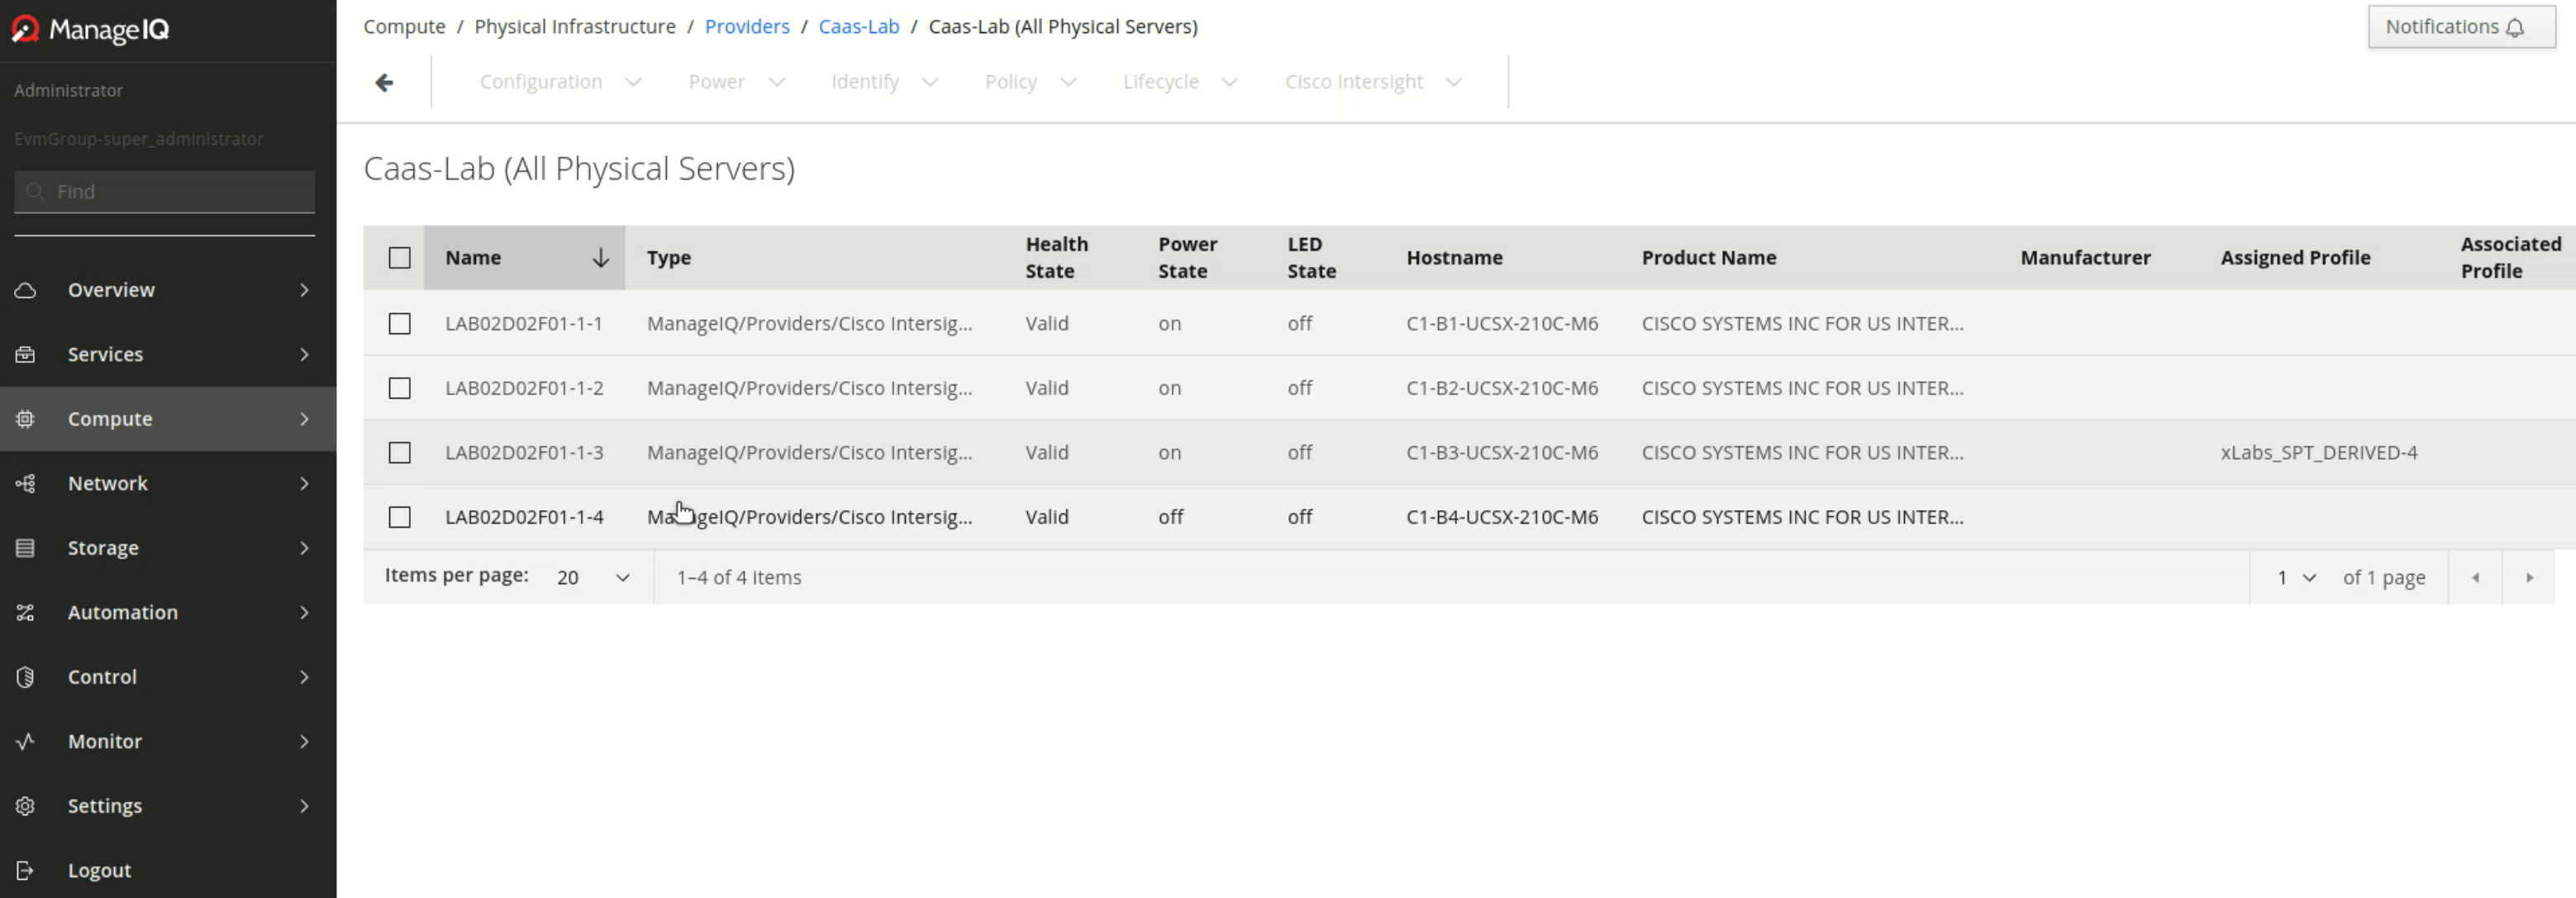 ManageIQ
Administrator
EvmGroup-super_administrator
Find
Overview
Services
Compute
Network
Storage
Automation
Control
Monitor
Settings
Logout
Compute / Physical Infrastructure / Providers / Caas-Lab / Caas-Lab (All Physical Servers)
Notifications
Configuration Power Identify Policy Lifecycle Cisco Intersight
Caas-Lab (All Physical Servers)
Name Type Health State Power State LED State Hostname Product Name Manufacturer Assigned Profile Associated Profile
LAB02D02F01-1-1 ManageIQ/Providers/Cisco Intersig... Valid on off C1-B1-UCSX-210C-M6 CISCO SYSTEMS INC FOR US INTER...
LAB02D02F01-1-2 ManageIQ/Providers/Cisco Intersig... Valid on off C1-B2-UCSX-210C-M6 CISCO SYSTEMS INC FOR US INTER...
LAB02D02F01-1-3 ManageIQ/Providers/Cisco Intersig... Valid on off C1-B3-UCSX-210C-M6 CISCO SYSTEMS INC FOR US INTER... xLabs_SPT_DERIVED-4
LAB02D02F01-1-4 ManageIQ/Providers/Cisco Intersig... Valid off off C1-B4-UCSX-210C-M6 CISCO SYSTEMS INC FOR US INTER...
Items per page: 20 1–4 of 4 items 1 of 1 page